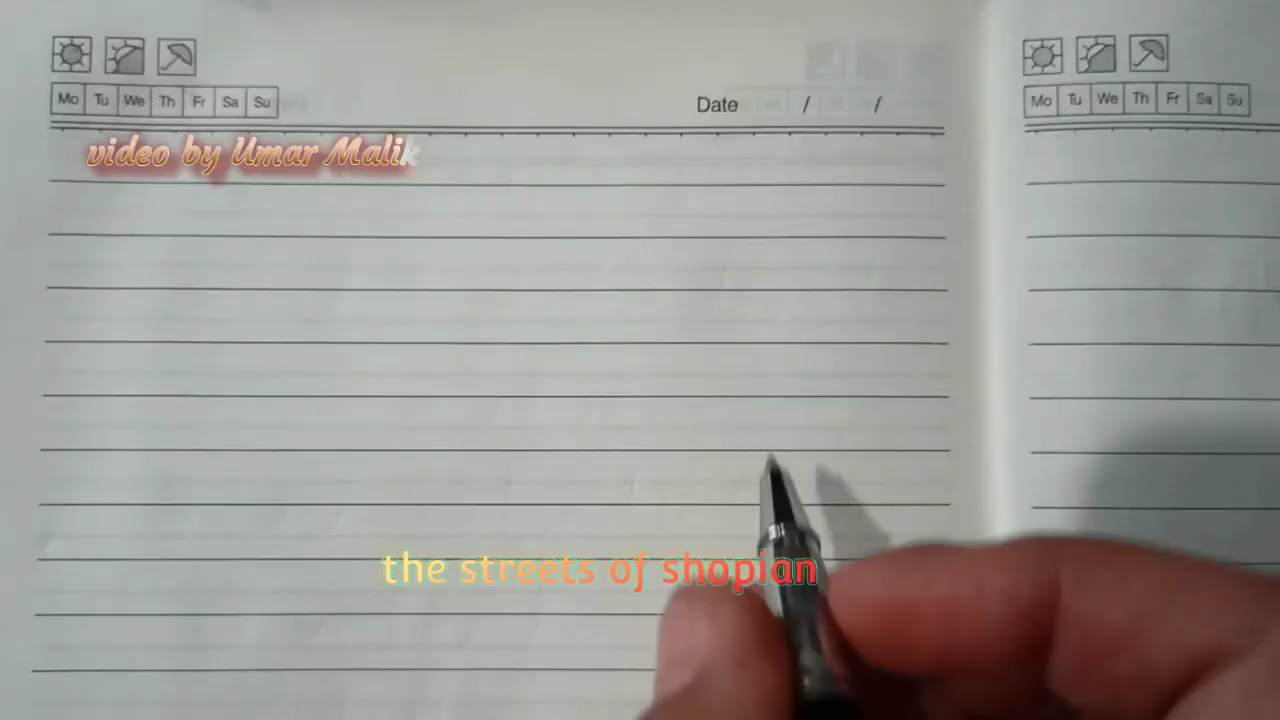 Mo Tu We Th Fr Sa Su
Date / /
video by Umar Malik
the streets of shopian
Mo Tu We Th Fr Sa Su